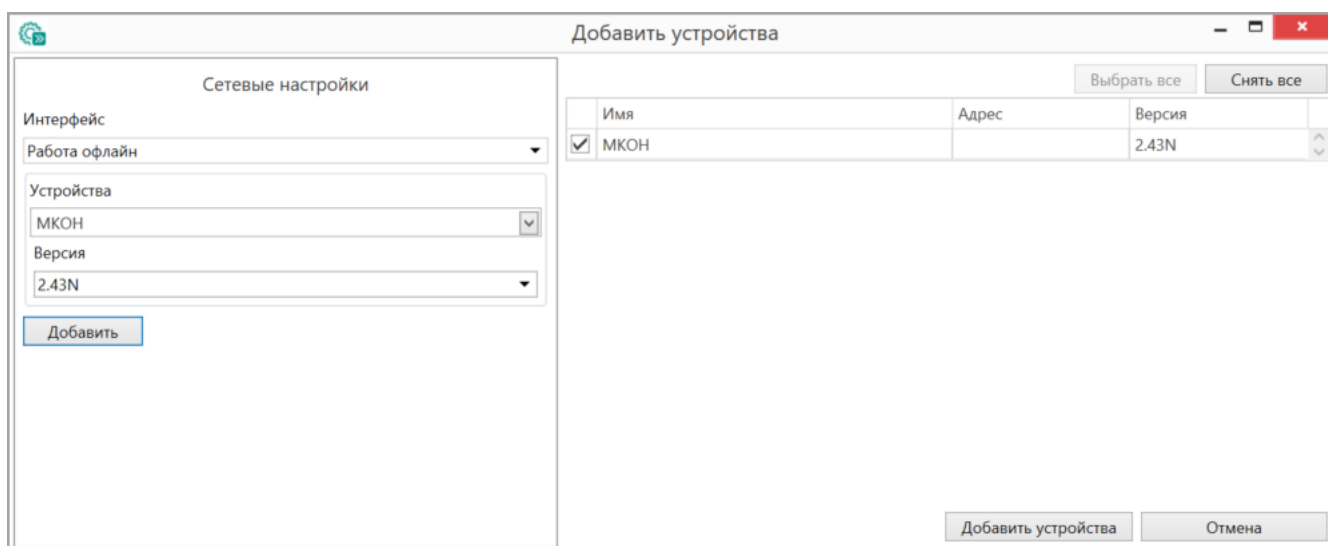 Добавить устройства
Сетевые настройки
Интерфейс
Работа офлайн
Устройства
МКОН
Версия
2.43N
Добавить
Выбрать все Снять все
Имя Адрес Версия
МКОН 2.43N
Добавить устройства Отмена